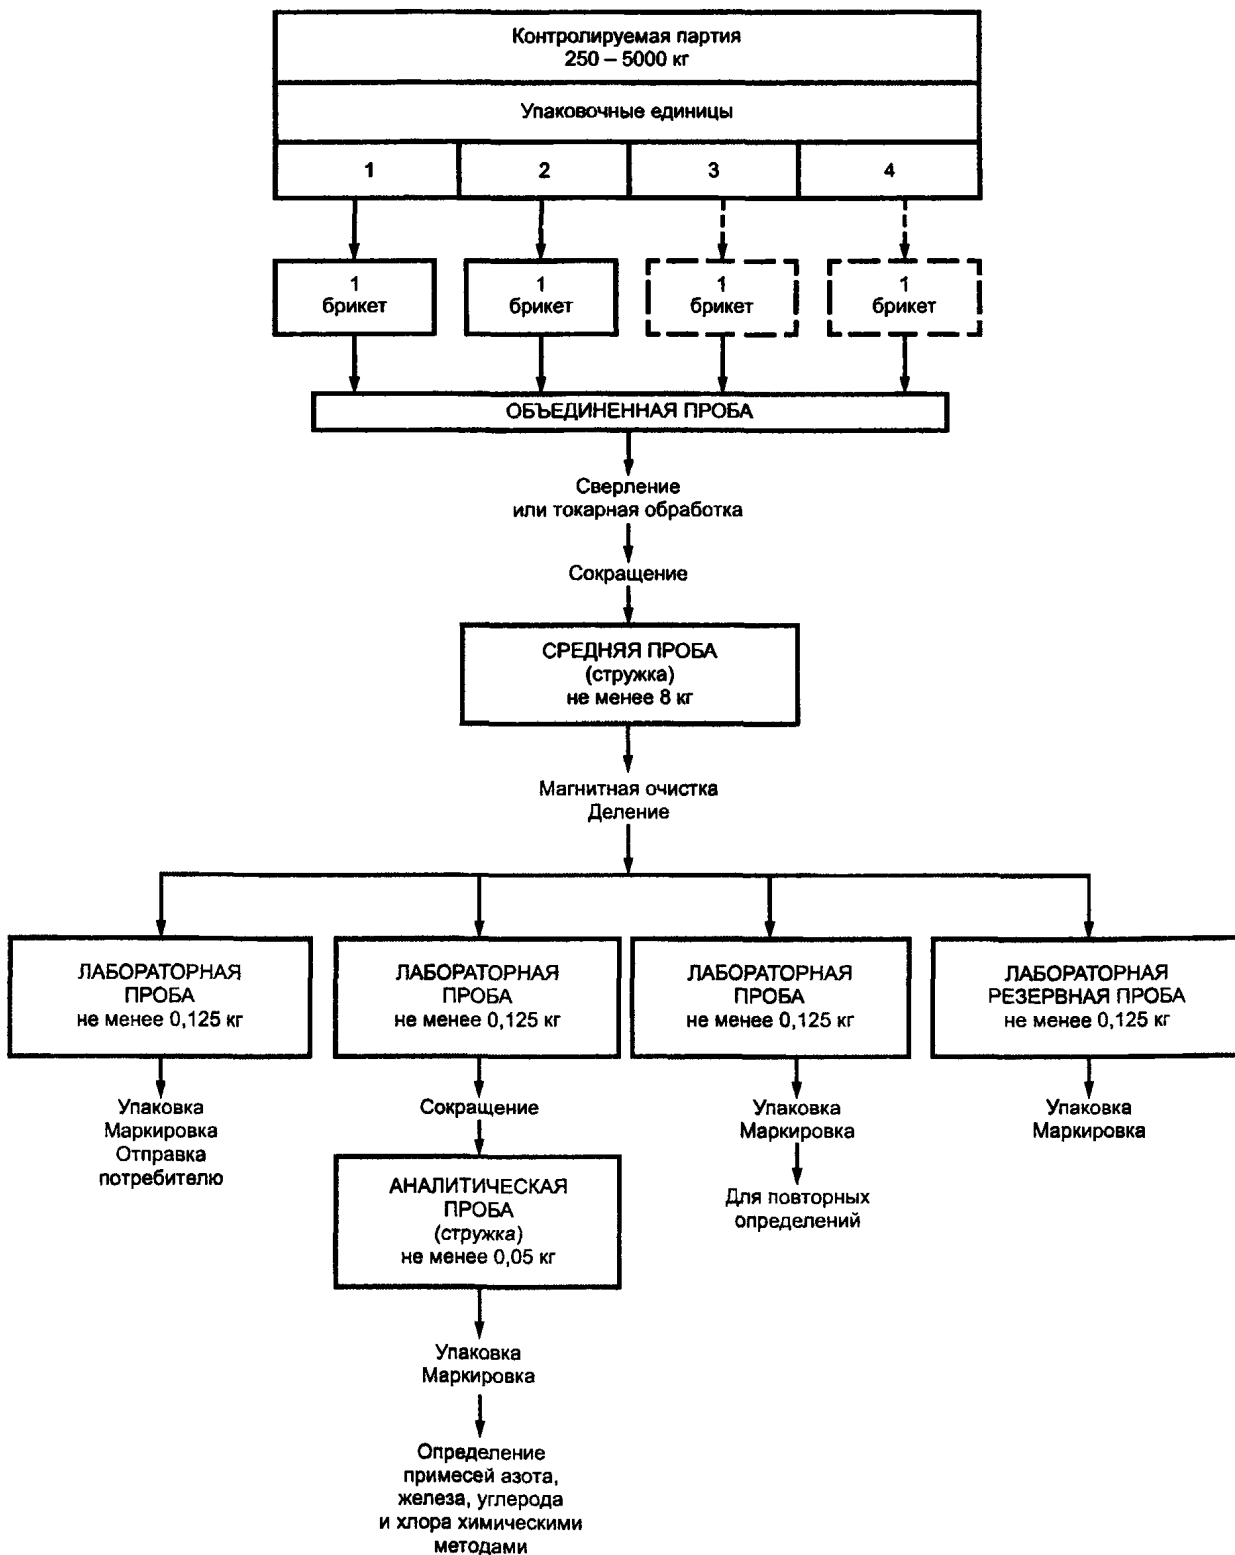 Контролируемая партия
250 – 5000 кг
Упаковочные единицы
1 2 3 4
1
брикет
1
брикет
1
брикет
1
брикет
ОБЪЕДИНЕННАЯ ПРОБА
Сверление
или токарная обработка
Сокращение
СРЕДНЯЯ ПРОБА
(стружка)
не менее 8 кг
Магнитная очистка
Деление
ЛАБОРАТОРНАЯ
ПРОБА
не менее 0,125 кг
ЛАБОРАТОРНАЯ
ПРОБА
не менее 0,125 кг
ЛАБОРАТОРНАЯ
ПРОБА
не менее 0,125 кг
ЛАБОРАТОРНАЯ
РЕЗЕРВНАЯ ПРОБА
не менее 0,125 кг
Упаковка
Маркировка
Отправка
потребителю
Сокращение
АНАЛИТИЧЕСКАЯ
ПРОБА
(стружка)
не менее 0,05 кг
Упаковка
Маркировка
Определение
примесей азота,
железа, углерода
и хлора химическими
методами
Упаковка
Маркировка
Для повторных
определений
Упаковка
Маркировка